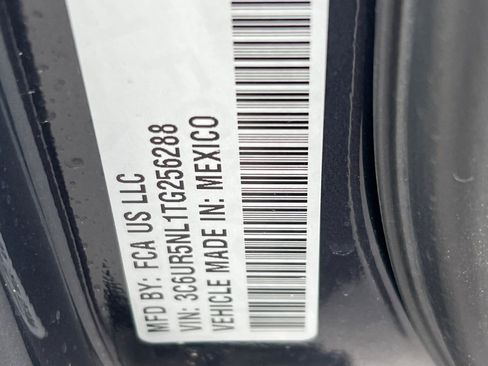 MFD BY: FCA US LLC
VIN: 3C6UR5NL1TG256288
VEHICLE MADE IN: MEXICO